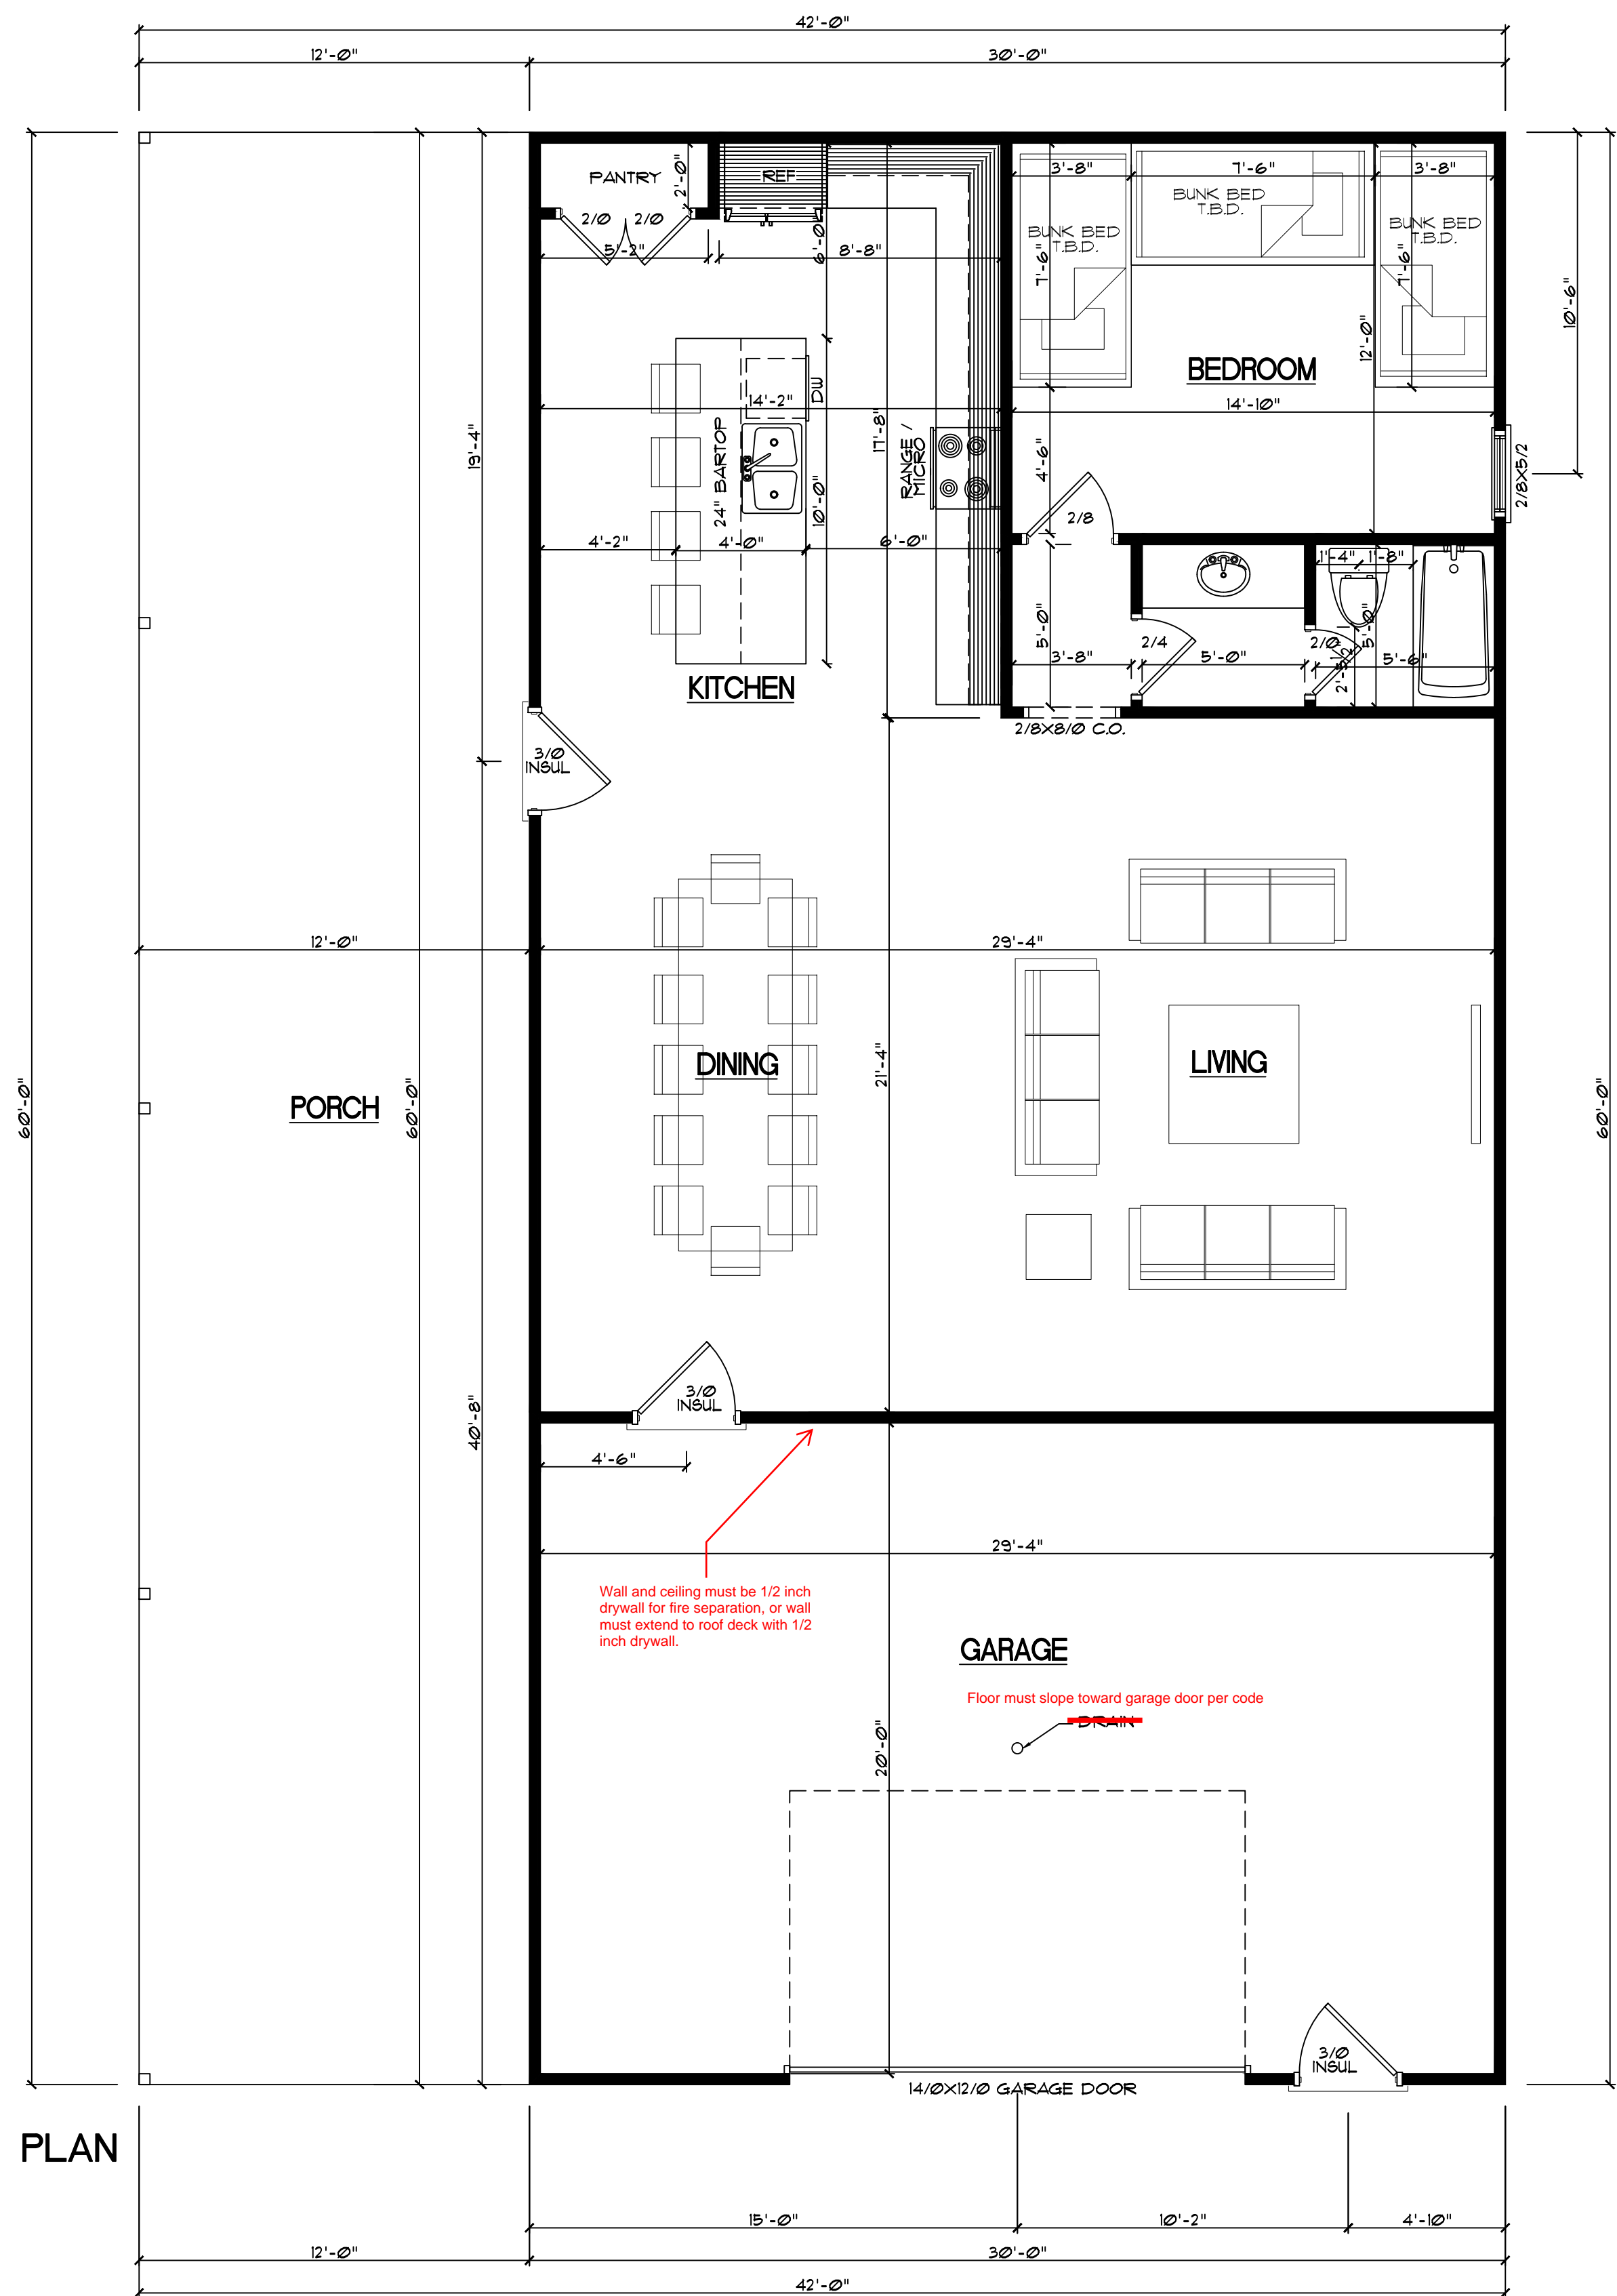 42'-0"
12'-0"
30'-0"
PANTRY
2'-0"
REF
3'-8"
7'-6"
3'-8"
BUNK BED
T.B.D.
BUNK BED
T.B.D.
BUNK BED
T.B.D.
2/0
2/0
5'-2"
6'-0"
8'-8"
7'-6"
7'-6"
10'-6"
12'-0"
BEDROOM
DW
14'-2"
14'-10"
19'-4"
24" BARTOP
17'-8"
RANGE /
MICRO
4'-6"
2/8X5/2
10'-0"
2/8
4'-2"
4'-0"
6'-0"
1'-4"
1'-8"
5'-0"
2/4
2/0
5'-0"
3'-8"
5'-0"
2'-5 1/2"
5'-6"
KITCHEN
2/8X8/0 C.O.
3/0
INSUL
12'-0"
29'-4"
DINING
21'-4"
LIVING
60'-0"
PORCH
60'-0"
60'-0"
3/0
INSUL
40'-8"
4'-6"
29'-4"
Wall and ceiling must be 1/2 inch
drywall for fire separation, or wall
must extend to roof deck with 1/2
inch drywall.
GARAGE
Floor must slope toward garage door per code
DRAIN
20'-0"
3/0
INSUL
14/0X12/0 GARAGE DOOR
PLAN
15'-0"
10'-2"
4'-10"
12'-0"
30'-0"
42'-0"